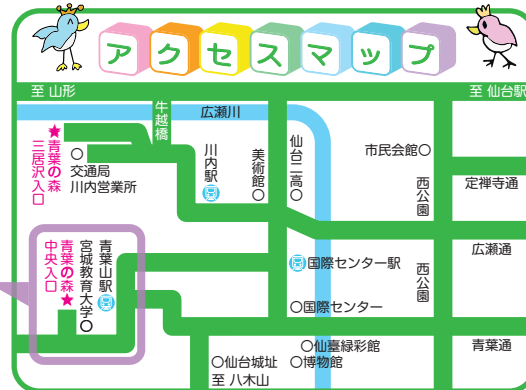 アクセスマップ
至 山形
至 仙台駅
牛越橋
広瀬川
★青葉の森
三居沢入口
○
交通局
川内営業所
川内駅
美術館○
仙台二高○
市民会館○
西公園
定禅寺通
広瀬通
国際センター駅
西公園
○国際センター
青葉の森★
中央入口
宮城教育大学○
青葉山駅
○仙臺緑彩館
○博物館
青葉通
○仙台城址
至 八木山